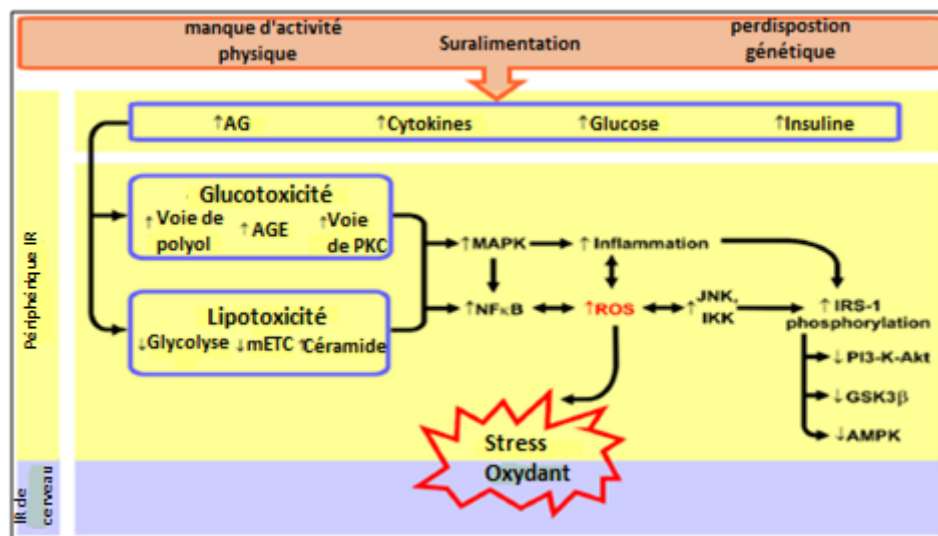 manque d'activité
physique
Suralimentation
perdispostion
génétique
↑AG
↑Cytokines
↑Glucose
↑Insuline
Périphérique IR
Glucotoxicité
↑Voie de
polyol
↑AGE
↑Voie
de PKC
Lipotoxicité
↓Glycolyse ↓mETC ↑Céramide
↑MAPK
↑Inflammation
↑NFκB
↑ROS
↑JNK,
IKK
↑IRS-1
phosphorylation
↓PI3-K-Akt
↓GSK3β
↓AMPK
Stress
Oxydant
IR de
cerveau